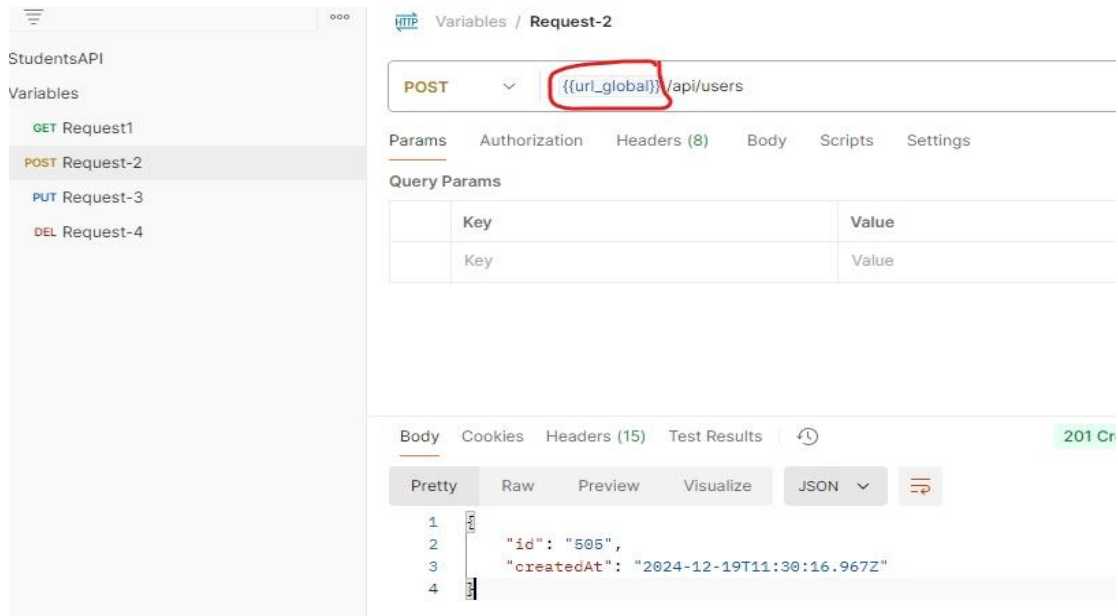 HTTP Variables / Request-2
StudentsAPI
Variables
GET Request1
POST Request-2
PUT Request-3
DEL Request-4
POST {{url_global}}/api/users
Params Authorization Headers (8) Body Scripts Settings
Query Params
Key Value
Key Value
Body Cookies Headers (15) Test Results 201 Cr
Pretty Raw Preview Visualize JSON
1 {
2 "id": "505",
3 "createdAt": "2024-12-19T11:30:16.967Z"
4 }